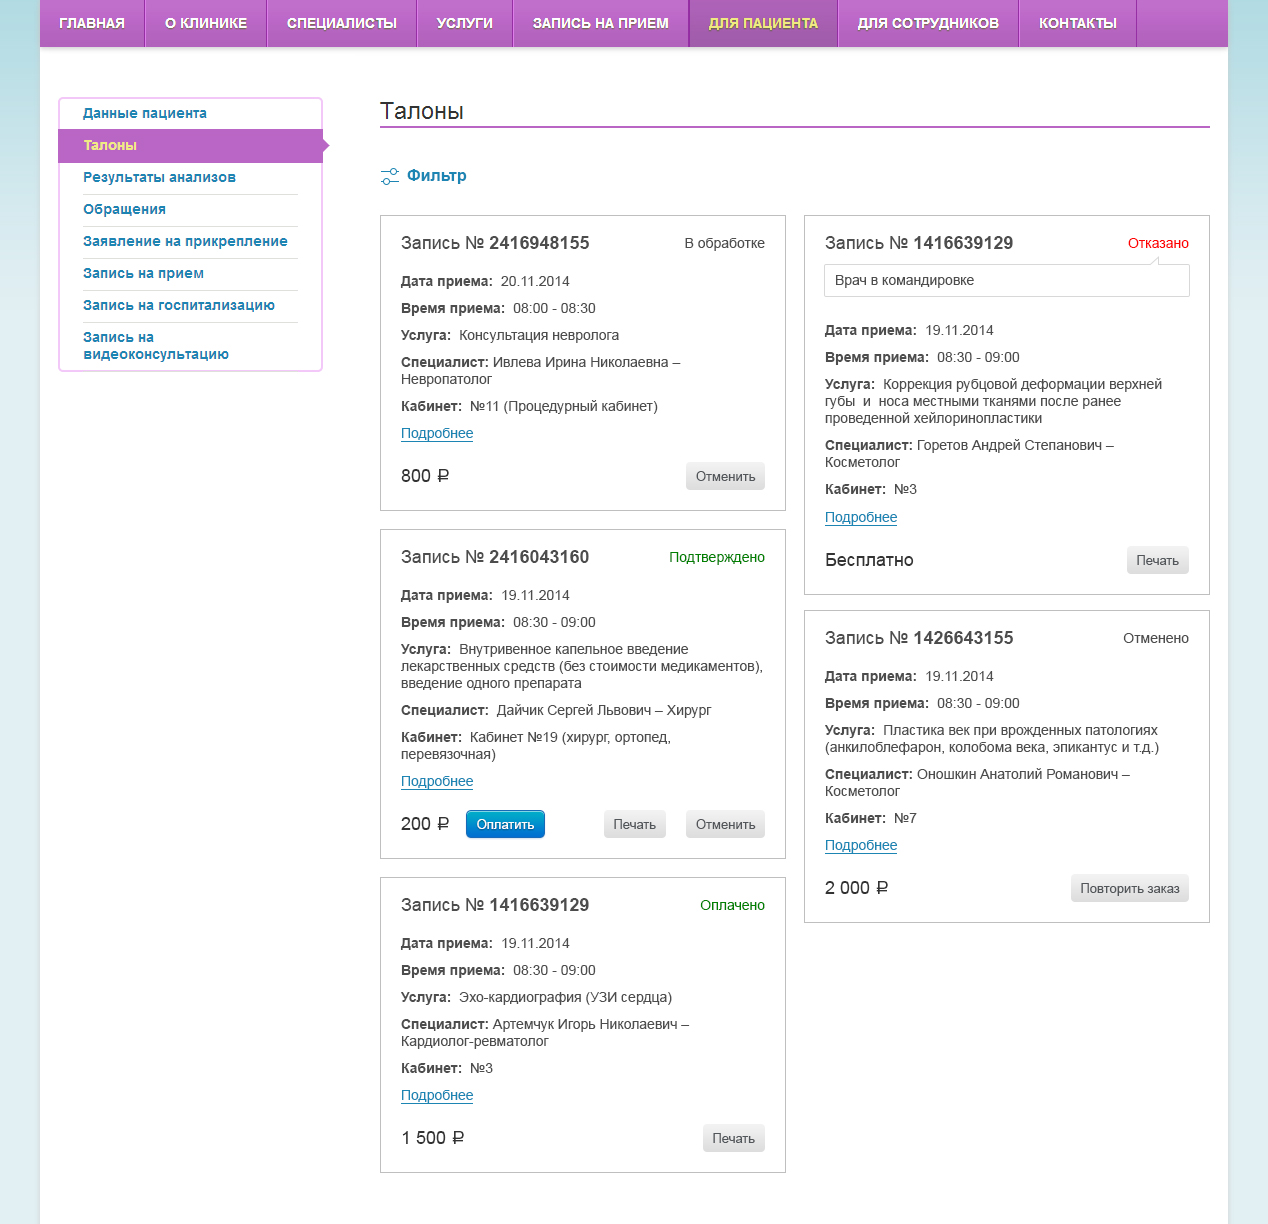 ГЛАВНАЯ О КЛИНИКЕ СПЕЦИАЛИСТЫ УСЛУГИ ЗАПИСЬ НА ПРИЕМ ДЛЯ ПАЦИЕНТА ДЛЯ СОТРУДНИКОВ КОНТАКТЫ
Данные пациента
Талоны
Результаты анализов
Обращения
Заявление на прикрепление
Запись на прием
Запись на госпитализацию
Запись на
видеоконсультацию
Талоны
Фильтр
Запись № 2416948155 В обработке
Дата приема: 20.11.2014
Время приема: 08:00 - 08:30
Услуга: Консультация невролога
Специалист: Ивлева Ирина Николаевна –
Невропатолог
Кабинет: №11 (Процедурный кабинет)
Подробнее
800 ₽ Отменить
Запись № 2416043160 Подтверждено
Дата приема: 19.11.2014
Время приема: 08:30 - 09:00
Услуга: Внутривенное капельное введение
лекарственных средств (без стоимости медикаментов),
введение одного препарата
Специалист: Дайчик Сергей Львович – Хирург
Кабинет: Кабинет №19 (хирург, ортопед,
перевязочная)
Подробнее
200 ₽ Оплатить Печать Отменить
Запись № 1416639129 Оплачено
Дата приема: 19.11.2014
Время приема: 08:30 - 09:00
Услуга: Эхо-кардиография (УЗИ сердца)
Специалист: Артемчук Игорь Николаевич –
Кардиолог-ревматолог
Кабинет: №3
Подробнее
1 500 ₽ Печать
Запись № 1416639129 Отказано
Врач в командировке
Дата приема: 19.11.2014
Время приема: 08:30 - 09:00
Услуга: Коррекция рубцовой деформации верхней
губы и носа местными тканями после ранее
проведенной хейлоринопластики
Специалист: Горетов Андрей Степанович –
Косметолог
Кабинет: №3
Подробнее
Бесплатно Печать
Запись № 1426643155 Отменено
Дата приема: 19.11.2014
Время приема: 08:30 - 09:00
Услуга: Пластика век при врожденных патологиях
(анкилоблефарон, колобома века, эпикантус и т.д.)
Специалист: Оношкин Анатолий Романович –
Косметолог
Кабинет: №7
Подробнее
2 000 ₽ Повторить заказ